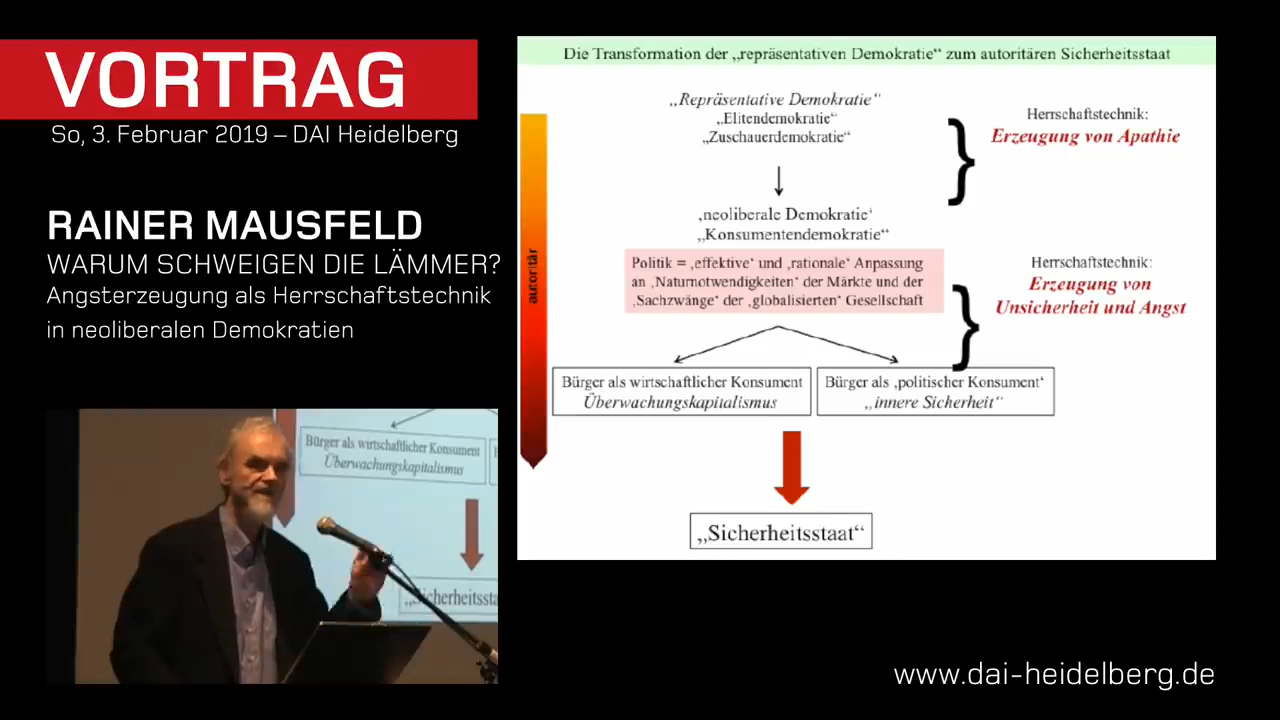 VORTRAG
So, 3. Februar 2019 – DAI Heidelberg
RAINER MAUSFELD
WARUM SCHWEIGEN DIE LÄMMER?
Angsterzeugung als Herrschaftstechnik
in neoliberalen Demokratien
Die Transformation der „repräsentativen Demokratie“ zum autoritären Sicherheitsstaat
autoritär
„Repräsentative Demokratie“
„Elitendemokratie“
„Zuschauerdemokratie“
Herrschaftstechnik:
Erzeugung von Apathie
‚neoliberale Demokratie‘
„Konsumentendemokratie“
Politik = ‚effektive‘ und ‚rationale‘ Anpassung
an ‚Naturnotwendigkeiten‘ der Märkte und der
‚Sachzwänge‘ der ‚globalisierten‘ Gesellschaft
Herrschaftstechnik:
Erzeugung von
Unsicherheit und Angst
Bürger als wirtschaftlicher Konsument
Überwachungskapitalismus
Bürger als ‚politischer Konsument‘
„innere Sicherheit“
„Sicherheitsstaat“
Bürger als wirtschaftlicher Konsument
Überwachungskapitalismus
„Sicherheitssta
www.dai-heidelberg.de